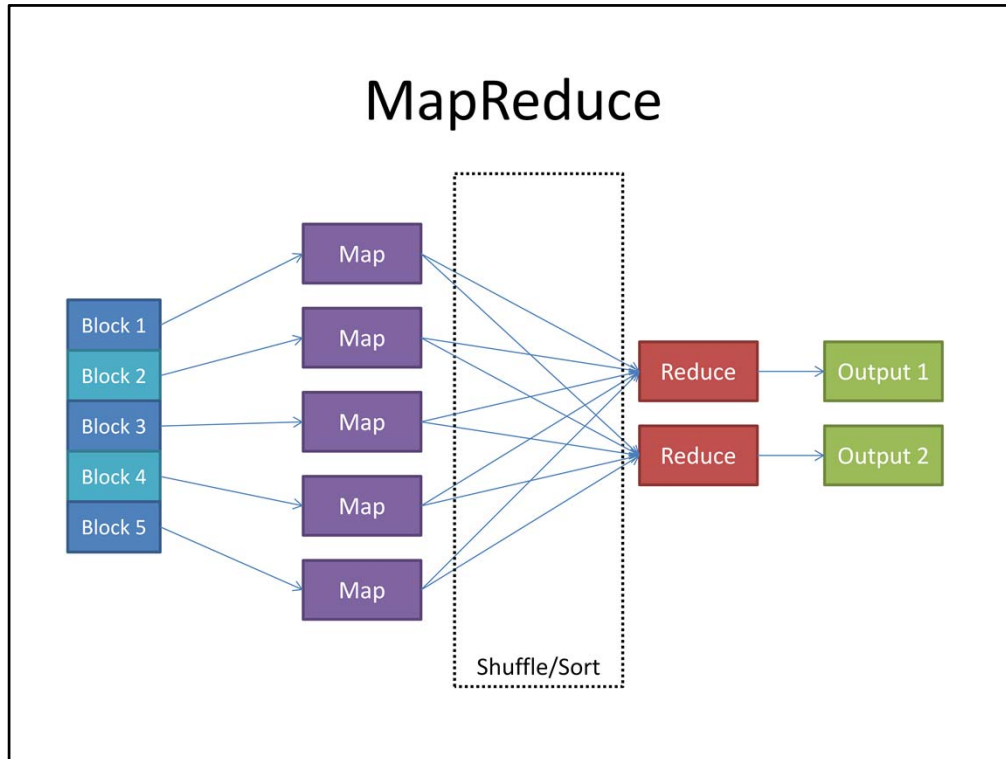 MapReduce
Block 1
Block 2
Block 3
Block 4
Block 5
Map
Map
Map
Map
Map
Shuffle/Sort
Reduce
Reduce
Output 1
Output 2